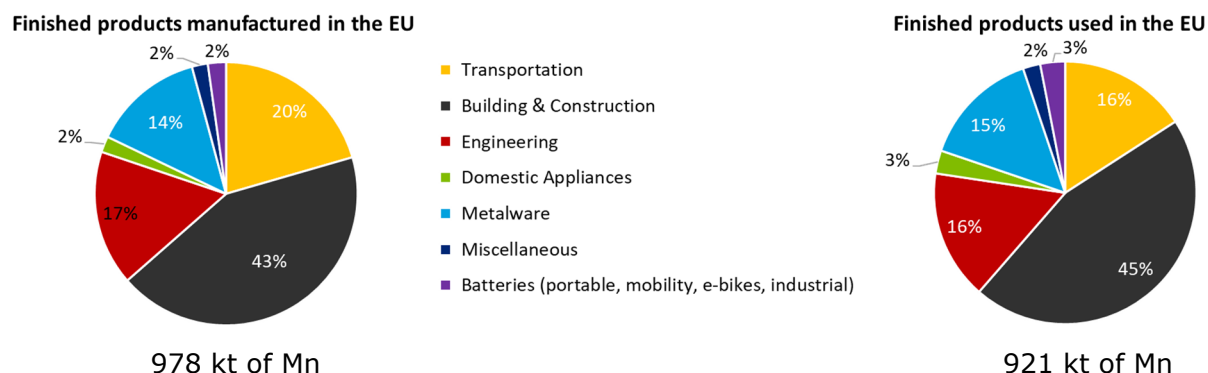 Finished products manufactured in the EU
2%
2%
20%
14%
2%
17%
43%
978 kt of Mn
Transportation
Building & Construction
Engineering
Domestic Appliances
Metalware
Miscellaneous
Batteries (portable, mobility, e-bikes, industrial)
Finished products used in the EU
2%
3%
16%
15%
3%
16%
45%
921 kt of Mn